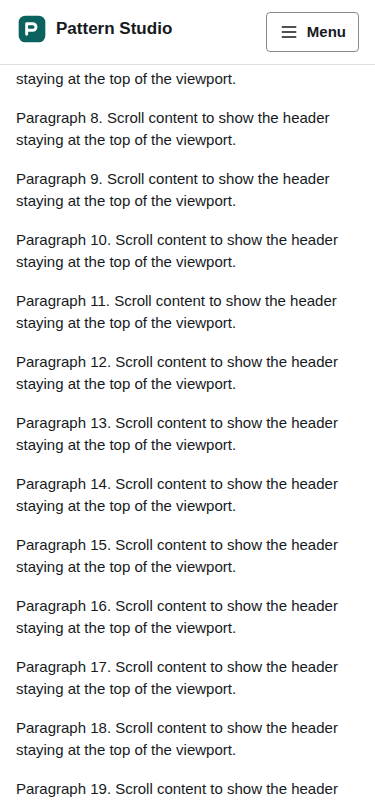 Pattern Studio
Menu
staying at the top of the viewport.
Paragraph 8. Scroll content to show the header
staying at the top of the viewport.
Paragraph 9. Scroll content to show the header
staying at the top of the viewport.
Paragraph 10. Scroll content to show the header
staying at the top of the viewport.
Paragraph 11. Scroll content to show the header
staying at the top of the viewport.
Paragraph 12. Scroll content to show the header
staying at the top of the viewport.
Paragraph 13. Scroll content to show the header
staying at the top of the viewport.
Paragraph 14. Scroll content to show the header
staying at the top of the viewport.
Paragraph 15. Scroll content to show the header
staying at the top of the viewport.
Paragraph 16. Scroll content to show the header
staying at the top of the viewport.
Paragraph 17. Scroll content to show the header
staying at the top of the viewport.
Paragraph 18. Scroll content to show the header
staying at the top of the viewport.
Paragraph 19. Scroll content to show the header